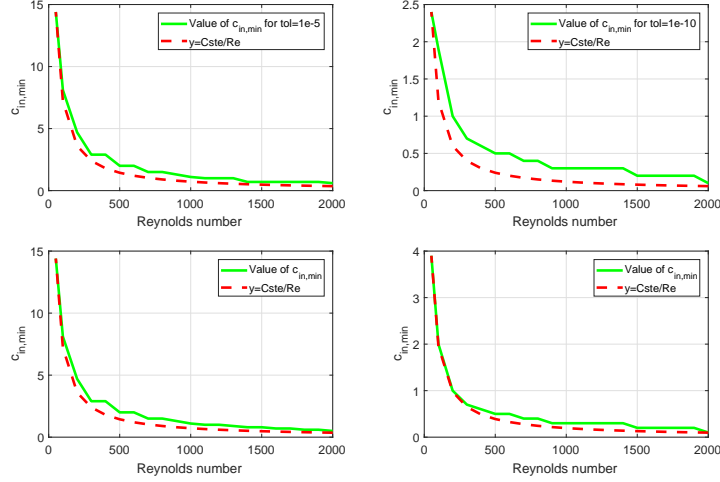 15
10
5
0
c_in,min
Value of c_in,min for tol=1e-5
y=Cste/Re
0 500 1000 1500 2000
Reynolds number
2.5
2
1.5
1
0.5
0
c_in,min
Value of c_in,min for tol=1e-10
y=Cste/Re
0 500 1000 1500 2000
Reynolds number
15
10
5
0
c_in,min
Value of c_in,min
y=Cste/Re
0 500 1000 1500 2000
Reynolds number
4
3
2
1
0
c_in,min
Value of c_in,min
y=Cste/Re
0 500 1000 1500 2000
Reynolds number